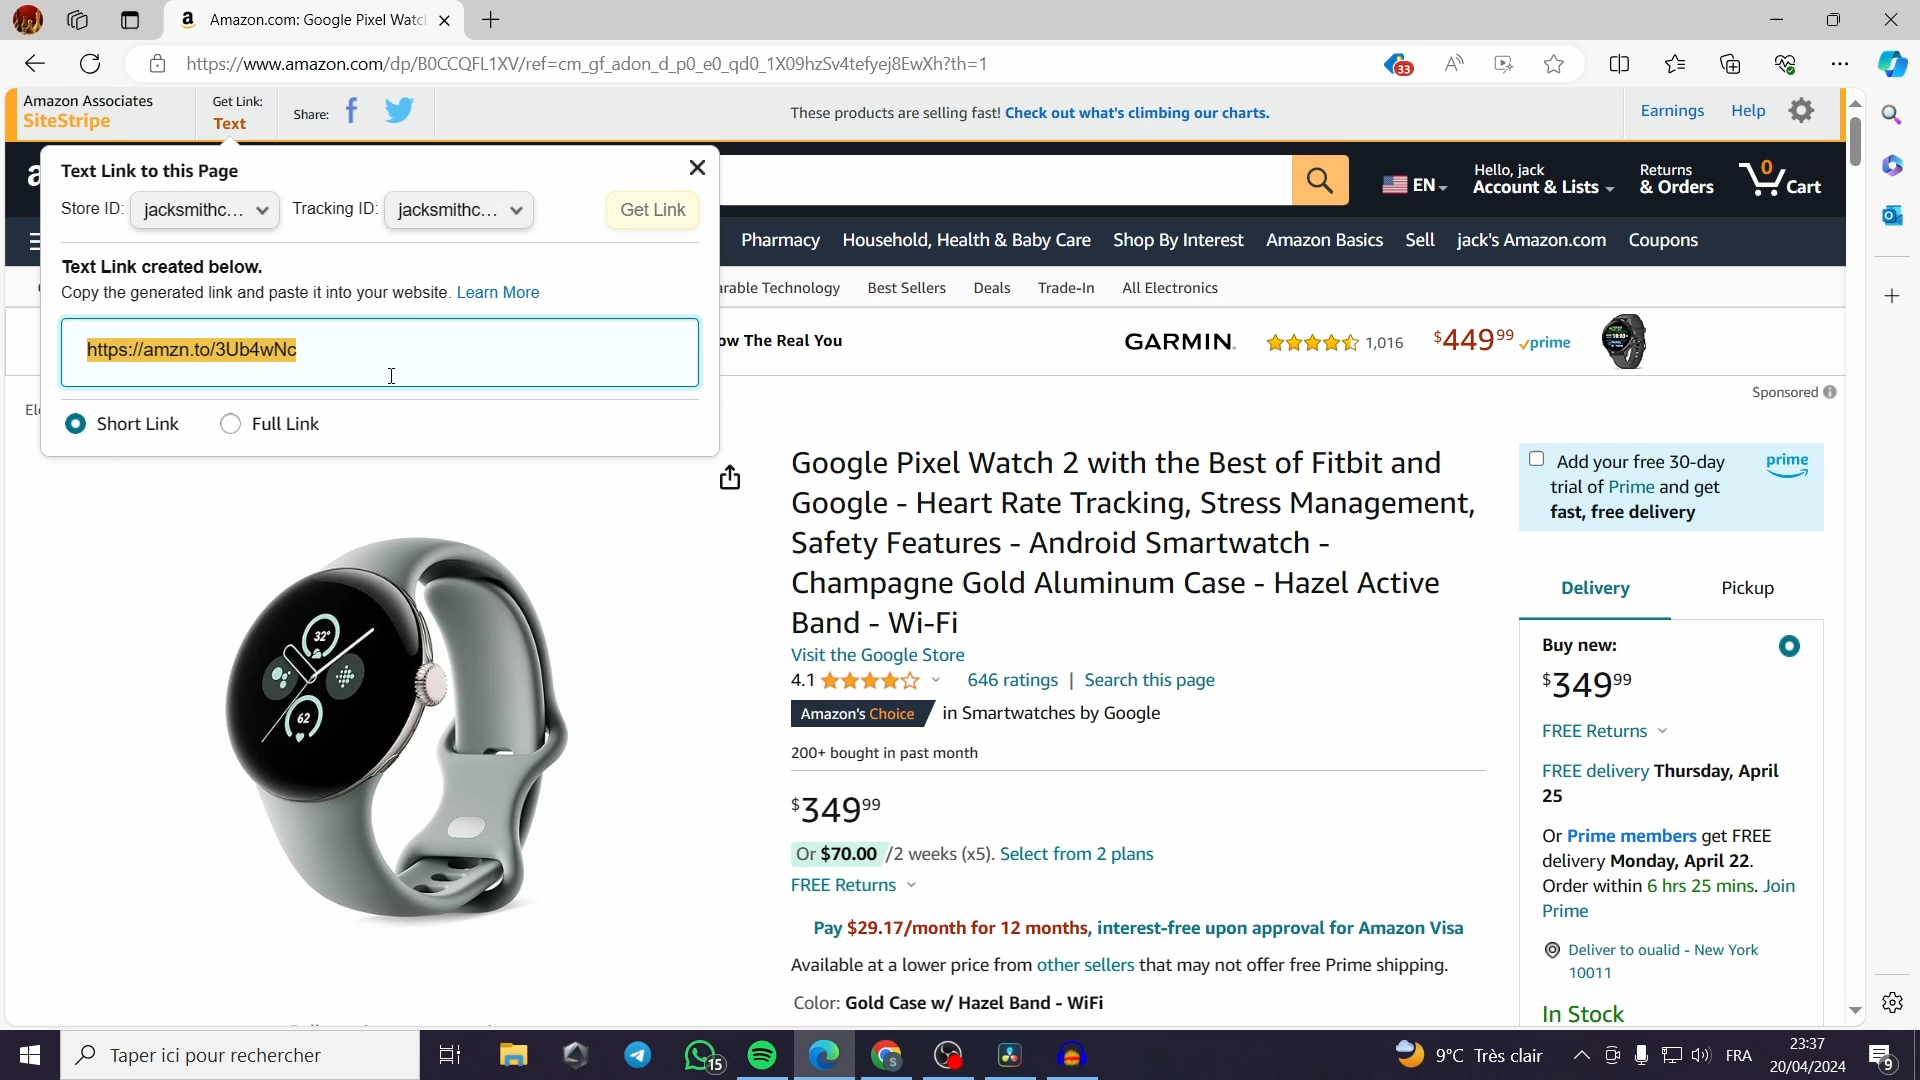 Amazon.com: Google Pixel Watch
https://www.amazon.com/dp/B0CCQFL1XV/ref=cm_gf_adon_d_p0_e0_qd0_1X09hzSv4tefyej8EwXh?th=1
33
Amazon Associates
SiteStripe
Get Link:
Text
Share:
These products are selling fast! Check out what's climbing our charts.
Earnings
Help
Text Link to this Page
Store ID: jacksmithc...
Tracking ID: jacksmithc...
Get Link
Text Link created below.
Copy the generated link and paste it into your website. Learn More
https://amzn.to/3Ub4wNc
Short Link
Full Link
EN
Hello, jack
Account & Lists
Returns
& Orders
0
Cart
Pharmacy
Household, Health & Baby Care
Shop By Interest
Amazon Basics
Sell
jack's Amazon.com
Coupons
rable Technology
Best Sellers
Deals
Trade-In
All Electronics
ow The Real You
GARMIN.
1,016
$449 99
prime
Sponsored
Google Pixel Watch 2 with the Best of Fitbit and
Google - Heart Rate Tracking, Stress Management,
Safety Features - Android Smartwatch -
Champagne Gold Aluminum Case - Hazel Active
Band - Wi-Fi
Visit the Google Store
4.1
646 ratings | Search this page
Amazon's Choice in Smartwatches by Google
200+ bought in past month
$349 99
Or $70.00 /2 weeks (x5). Select from 2 plans
FREE Returns
Pay $29.17/month for 12 months, interest-free upon approval for Amazon Visa
Available at a lower price from other sellers that may not offer free Prime shipping.
Color: Gold Case w/ Hazel Band - WiFi
32°
62
Add your free 30-day
trial of Prime and get
fast, free delivery
prime
Delivery
Pickup
Buy new:
$349 99
FREE Returns
FREE delivery Thursday, April
25
Or Prime members get FREE
delivery Monday, April 22.
Order within 6 hrs 25 mins. Join
Prime
Deliver to oualid - New York
10011
In Stock
Taper ici pour rechercher
15
9°C Très clair
FRA
23:37
20/04/2024
9